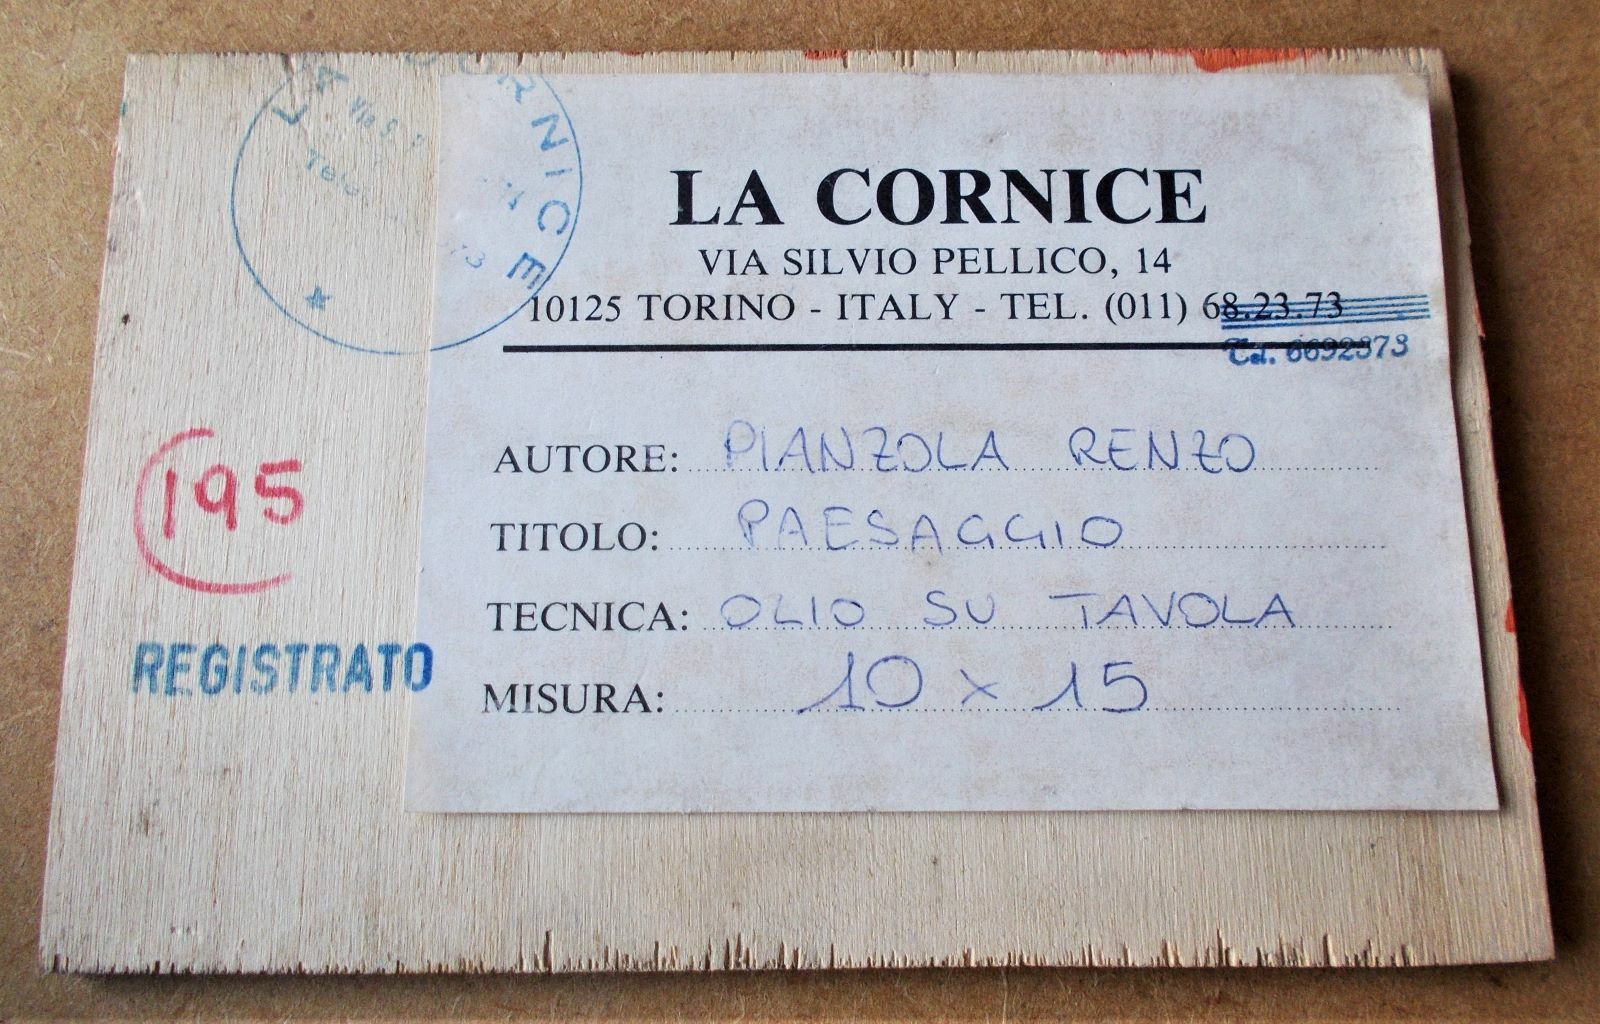 LA CORNICE
LA CORNICE
VIA SILVIO PELLICO, 14
10125 TORINO - ITALY - TEL. (011) 68.23.73
Tel. 6692373
AUTORE: PIANZOLA RENZO
TITOLO: PAESAGGIO
TECNICA: OLIO SU TAVOLA
MISURA: 10 x 15
195
REGISTRATO